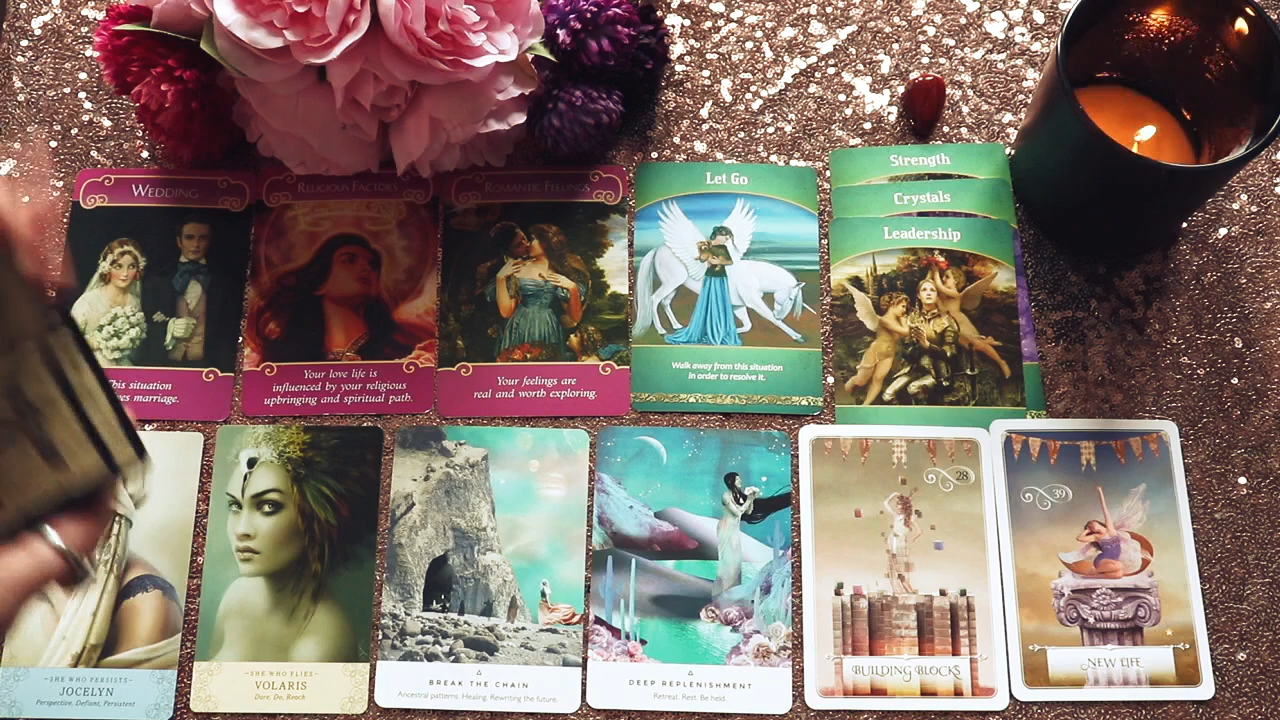 WEDDING
RELIGIOUS FACTORS
ROMANTIC FEELINGS
Let Go
Strength
Crystals
Leadership
his situation
es marriage.
Your love life is
influenced by your religious
upbringing and spiritual path.
Your feelings are
real and worth exploring.
Walk away from this situation
in order to resolve it.
28
39
~SHE WHO PERSISTS~
JOCELYN
Perspective, Defiant, Persistent
~SHE WHO FLIES~
VOLARIS
Dare, Do, Reach
BREAK THE CHAIN
Ancestral patterns. Healing. Rewriting the future.
DEEP REPLENISHMENT
Retreat. Rest. Be held.
BUILDING BLOCKS
NEW LIFE